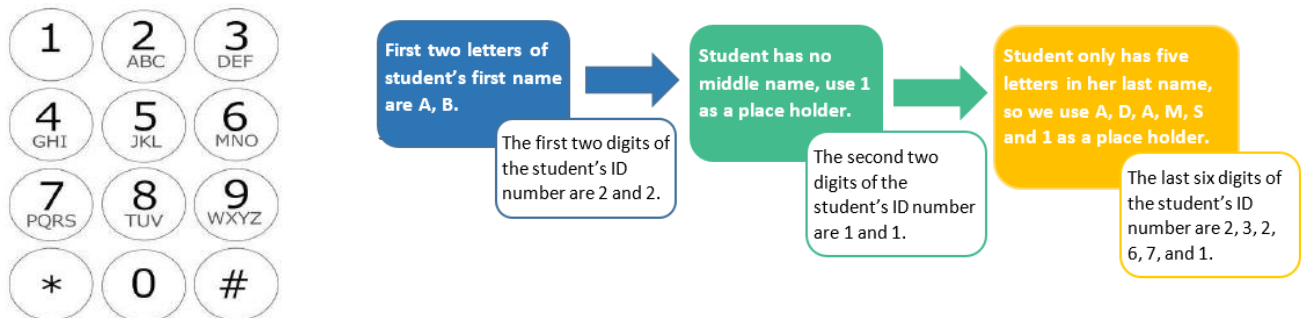 1
2
ABC
3
DEF
4
GHI
5
JKL
6
MNO
7
PQRS
8
TUV
9
WXYZ
*
0
#
First two letters of
student's first name
are A, B.
The first two digits of
the student's ID
number are 2 and 2.
Student has no
middle name, use 1
as a place holder.
The second two
digits of the
student's ID number
are 1 and 1.
Student only has five
letters in her last name,
so we use A, D, A, M, S
and 1 as a place holder.
The last six digits of
the student's ID
number are 2, 3, 2,
6, 7, and 1.